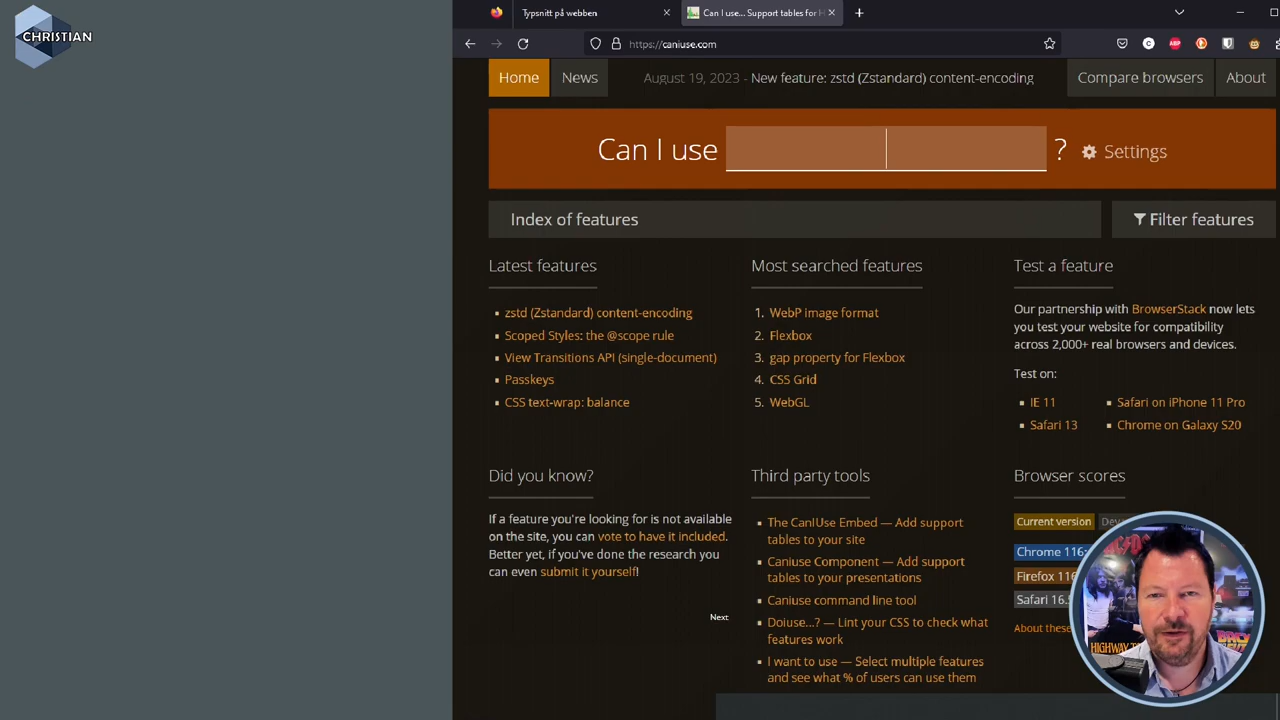 CHRISTIAN
Typsnitt på webben
Can I use... Support tables for H
https://caniuse.com
ABP
Home
News
August 19, 2023 - New feature: zstd (Zstandard) content-encoding
Compare browsers
About
Can I use
?
Settings
Index of features
Filter features
Latest features
zstd (Zstandard) content-encoding
Scoped Styles: the @scope rule
View Transitions API (single-document)
Passkeys
CSS text-wrap: balance
Most searched features
1. WebP image format
2. Flexbox
3. gap property for Flexbox
4. CSS Grid
5. WebGL
Test a feature
Our partnership with BrowserStack now lets
you test your website for compatibility
across 2,000+ real browsers and devices.
Test on:
IE 11
Safari on iPhone 11 Pro
Safari 13
Chrome on Galaxy S20
Did you know?
If a feature you're looking for is not available
on the site, you can vote to have it included.
Better yet, if you've done the research you
can even submit it yourself!
Next
Third party tools
The CanIUse Embed — Add support
tables to your site
Caniuse Component — Add support
tables to your presentations
Caniuse command line tool
Doiuse...? — Lint your CSS to check what
features work
I want to use — Select multiple features
and see what % of users can use them
Browser scores
Current version
Dev
Chrome 116:
Firefox 116
Safari 16.5
About these
AC DC
HIGHWAY T
BACK